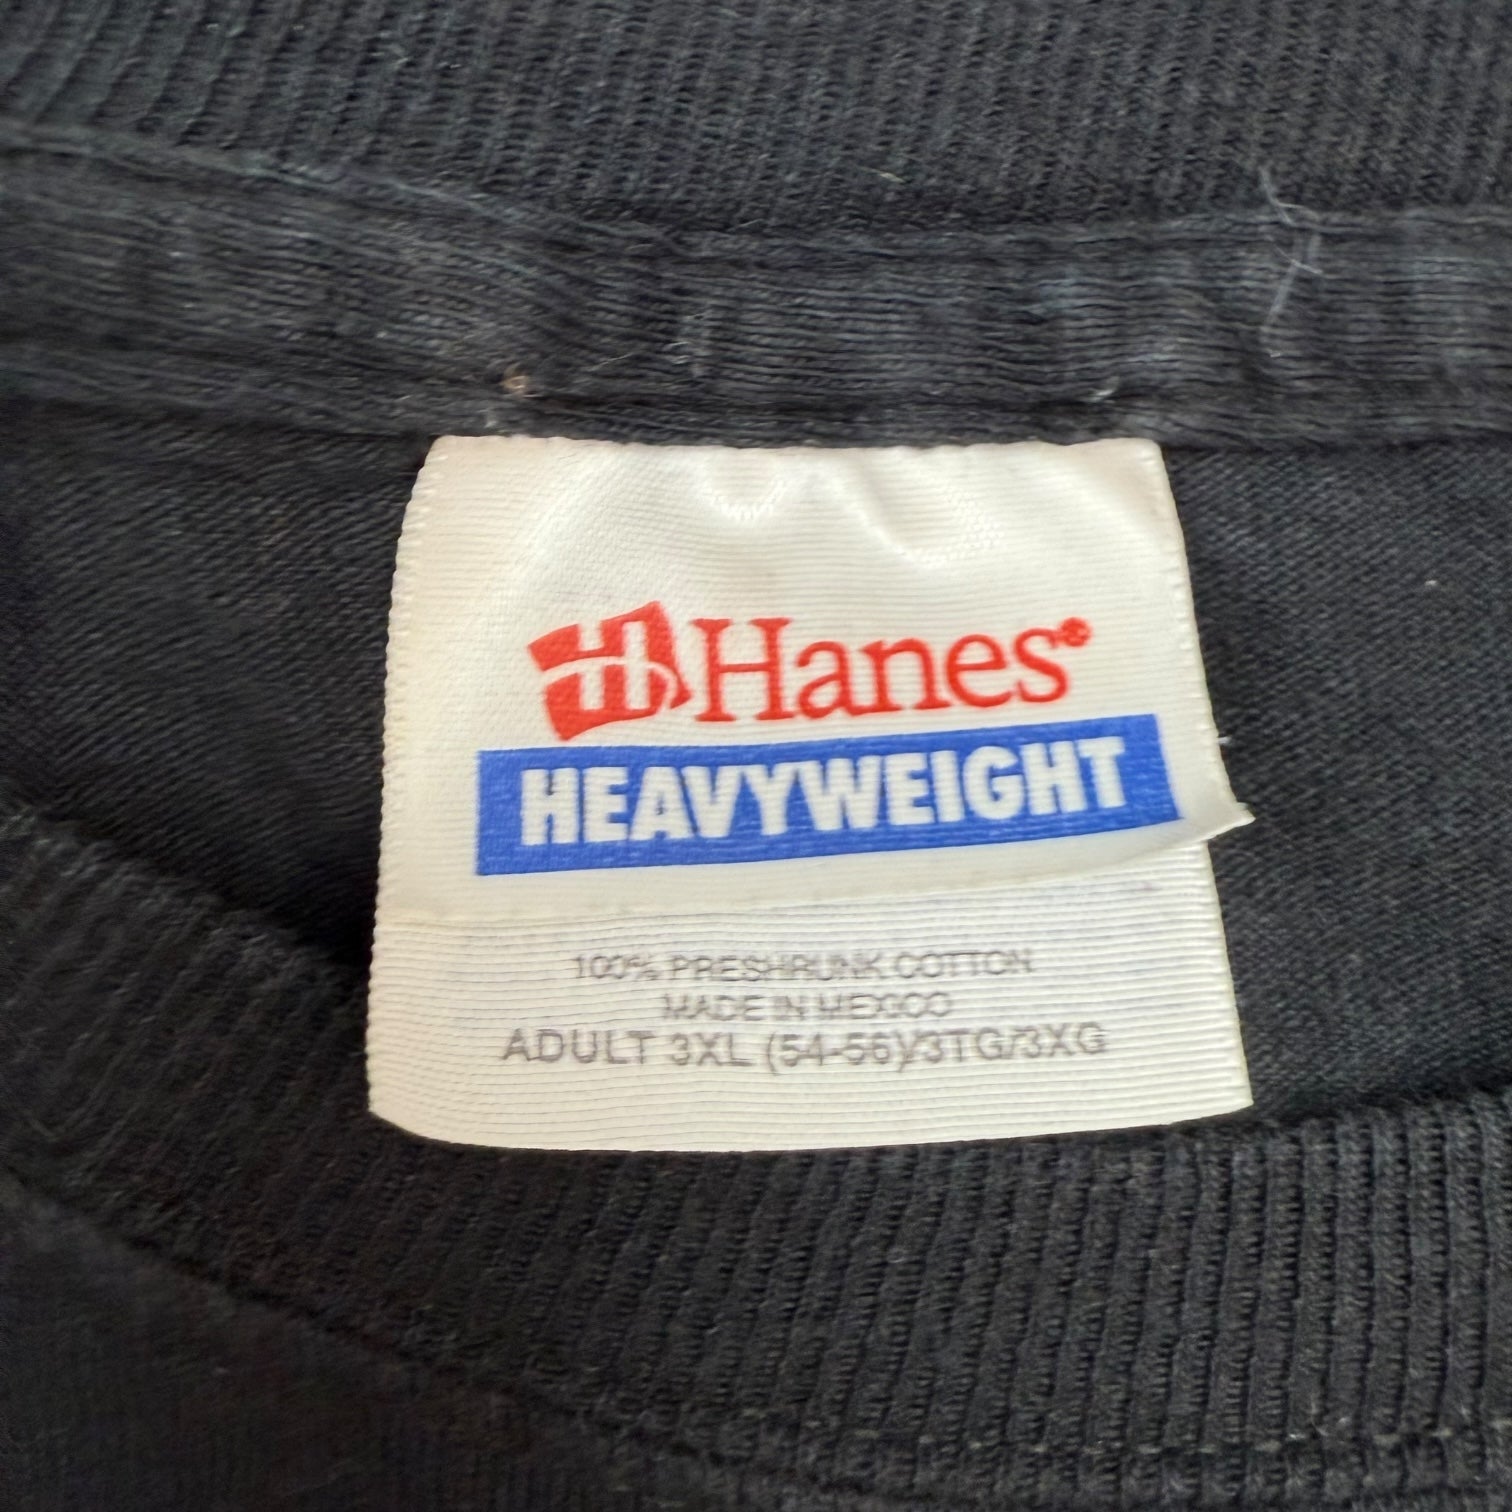 H Hanes®
HEAVYWEIGHT
100% PRESHRUNK COTTON
MADE IN MEXICO
ADULT 3XL (54-56)/3TG/3XG